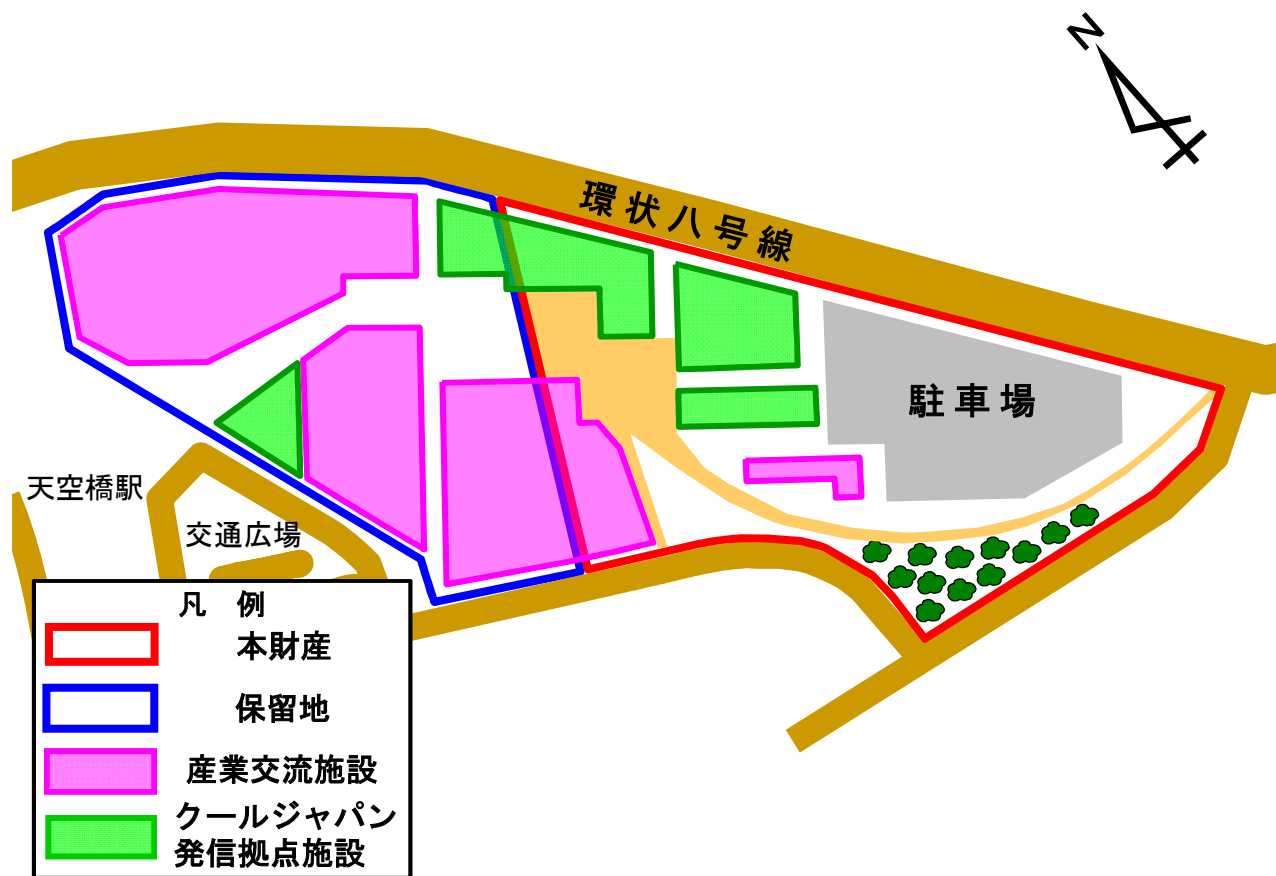 N
環状八号線
駐車場
天空橋駅
交通広場
凡 例
本財産
保留地
産業交流施設
クールジャパン
発信拠点施設